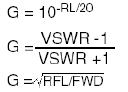 G = 10^-RL/20
G = VSWR -1
VSWR +1
G = √RFL/FWD